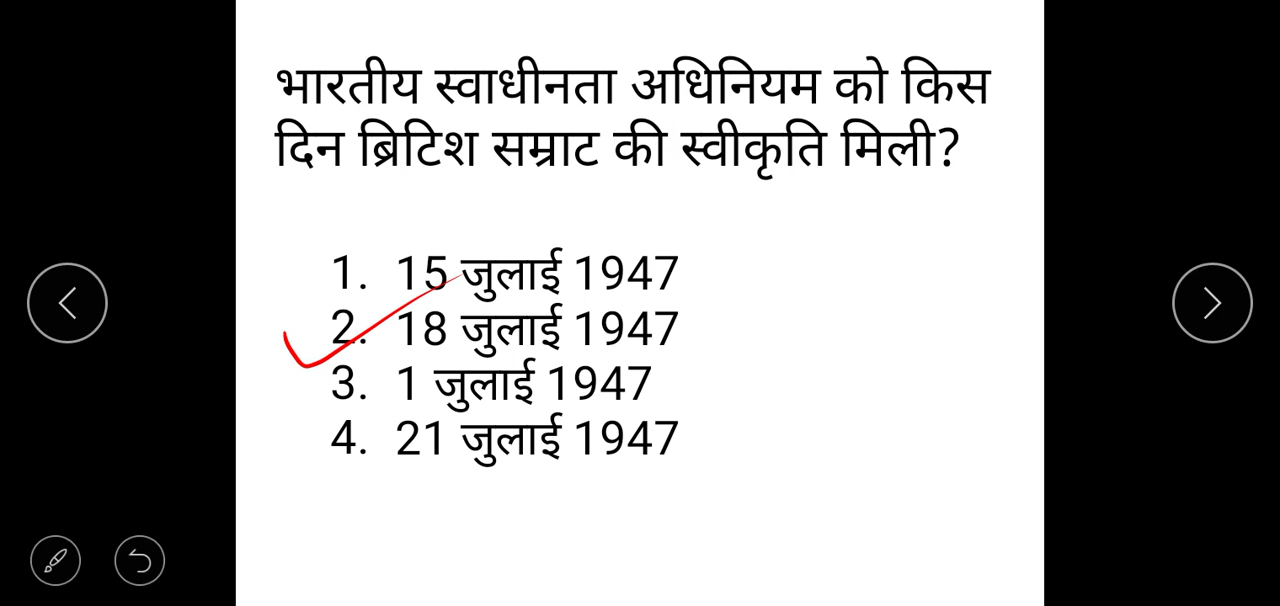 भारतीय स्वाधीनता अधिनियम को किस
दिन ब्रिटिश सम्राट की स्वीकृति मिली?
1. 15 जुलाई 1947
2. 18 जुलाई 1947
3. 1 जुलाई 1947
4. 21 जुलाई 1947